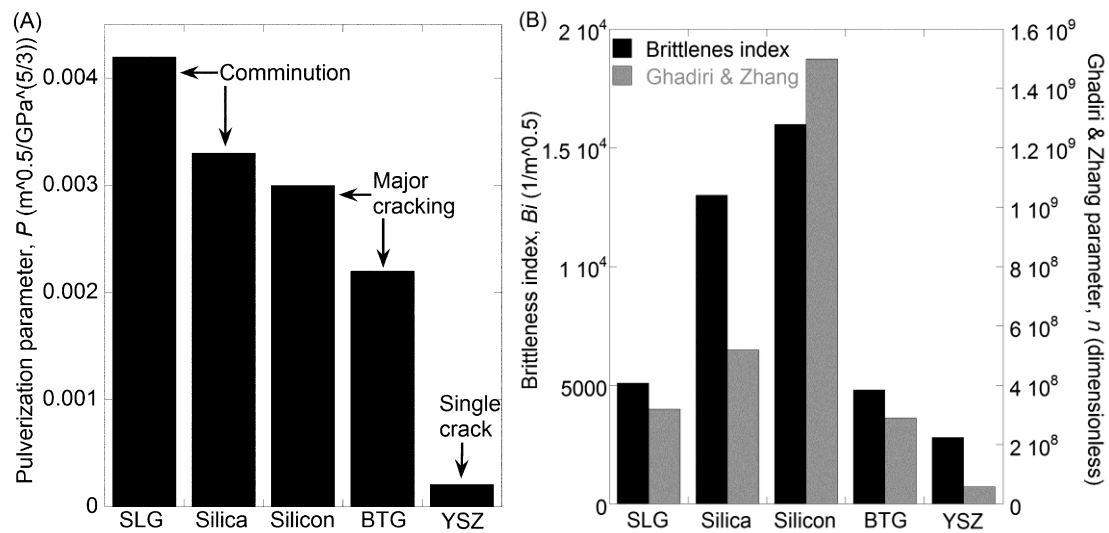 (A)
Pulverization parameter, P (m^0.5/GPa^(5/3))
0.004
0.003
0.002
0.001
0
Comminution
Major
cracking
Single
crack
SLG Silica Silicon BTG YSZ
(B)
Brittleness index, Bi (1/m^0.5)
2 10^4
1.5 10^4
1 10^4
5000
0
Brittlenes index
Ghadiri & Zhang
1.6 10^9
1.4 10^9
1.2 10^9
1 10^9
8 10^8
6 10^8
4 10^8
2 10^8
0
Ghadiri & Zhang parameter, n (dimensionless)
SLG Silica Silicon BTG YSZ